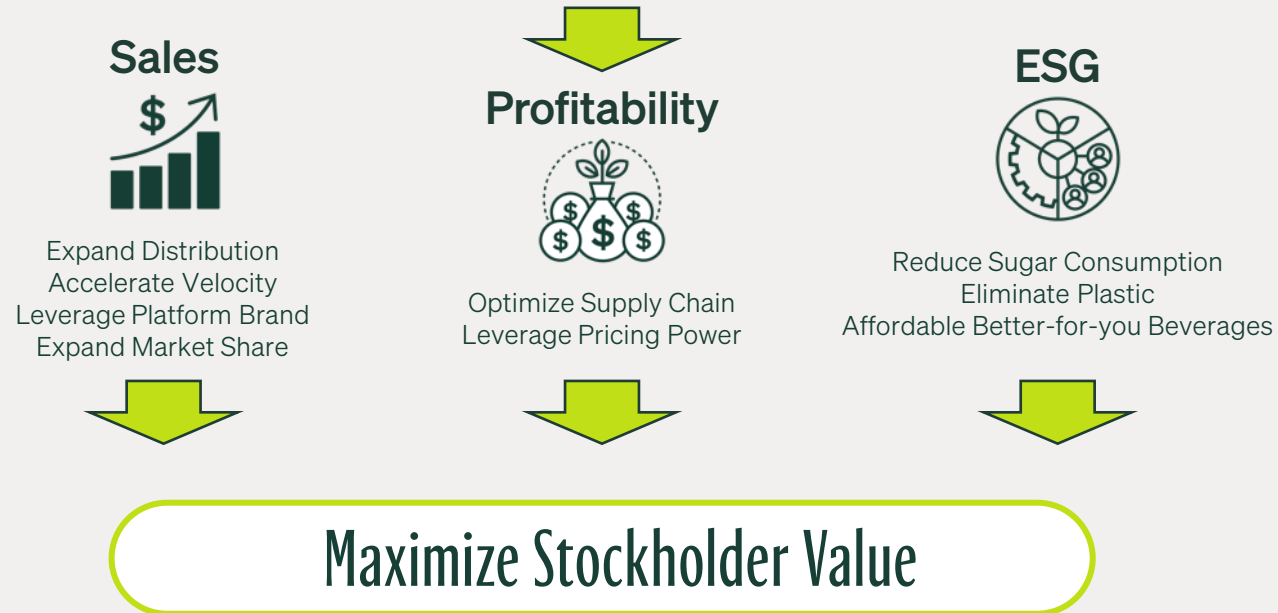 Sales
$
Expand Distribution
Accelerate Velocity
Leverage Platform Brand
Expand Market Share
Profitability
$ $
$ $ $
Optimize Supply Chain
Leverage Pricing Power
ESG
Reduce Sugar Consumption
Eliminate Plastic
Affordable Better-for-you Beverages
Maximize Stockholder Value